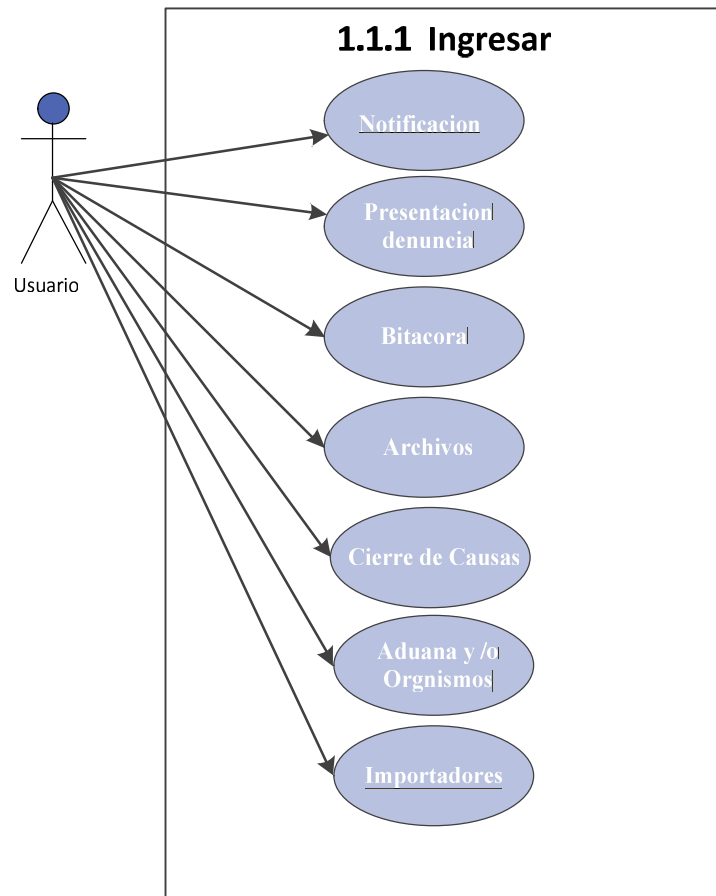 1.1.1 Ingresar
Notificacion
Presentacion
denuncia
Usuario
Bitacora
Archivos
Cierre de Causas
Aduana y /o
Orgnismos
Importadores